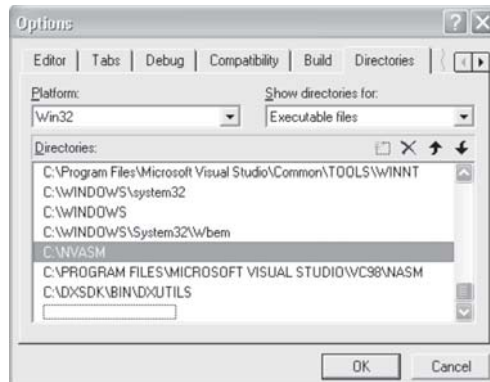 Options
Editor Tabs Debug Compatibility Build Directories
Platform: Show directories for:
Win32 Executable files
Directories:
C:\Program Files\Microsoft Visual Studio\Common\TOOLS\WINNT
C:\WINDOWS\system32
C:\WINDOWS
C:\WINDOWS\System32\Wbem
C:\NVASM
C:\PROGRAM FILES\MICROSOFT VISUAL STUDIO\VC98\NASM
C:\DXSDK\BIN\DXUTILS
OK Cancel